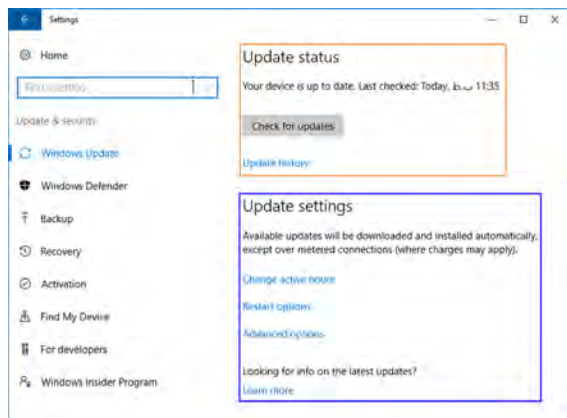 Settings
Home
Find a setting
Update & security
Windows Update
Windows Defender
Backup
Recovery
Activation
Find My Device
For developers
Windows Insider Program
Update status
Your device is up to date. Last checked: Today, 11:35
Check for updates
Update history
Update settings
Available updates will be downloaded and installed automatically,
except over metered connections (where charges may apply).
Change active hours
Restart options
Advanced options
Looking for info on the latest updates?
Learn more